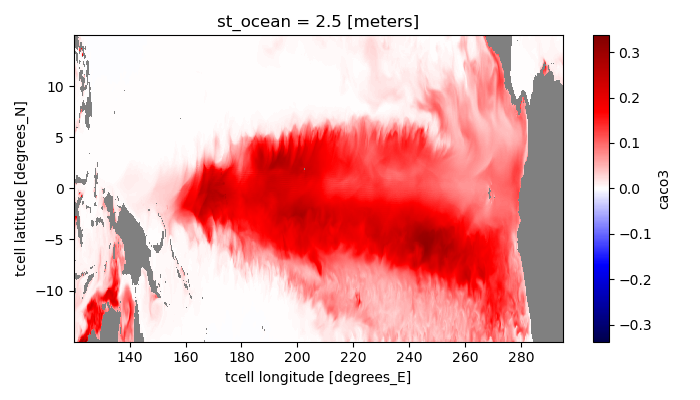 st_ocean = 2.5 [meters]
10
5
0
−5
−10
tcell latitude [degrees_N]
140 160 180 200 220 240 260 280
tcell longitude [degrees_E]
0.3
0.2
0.1
0.0
−0.1
−0.2
−0.3
caco3